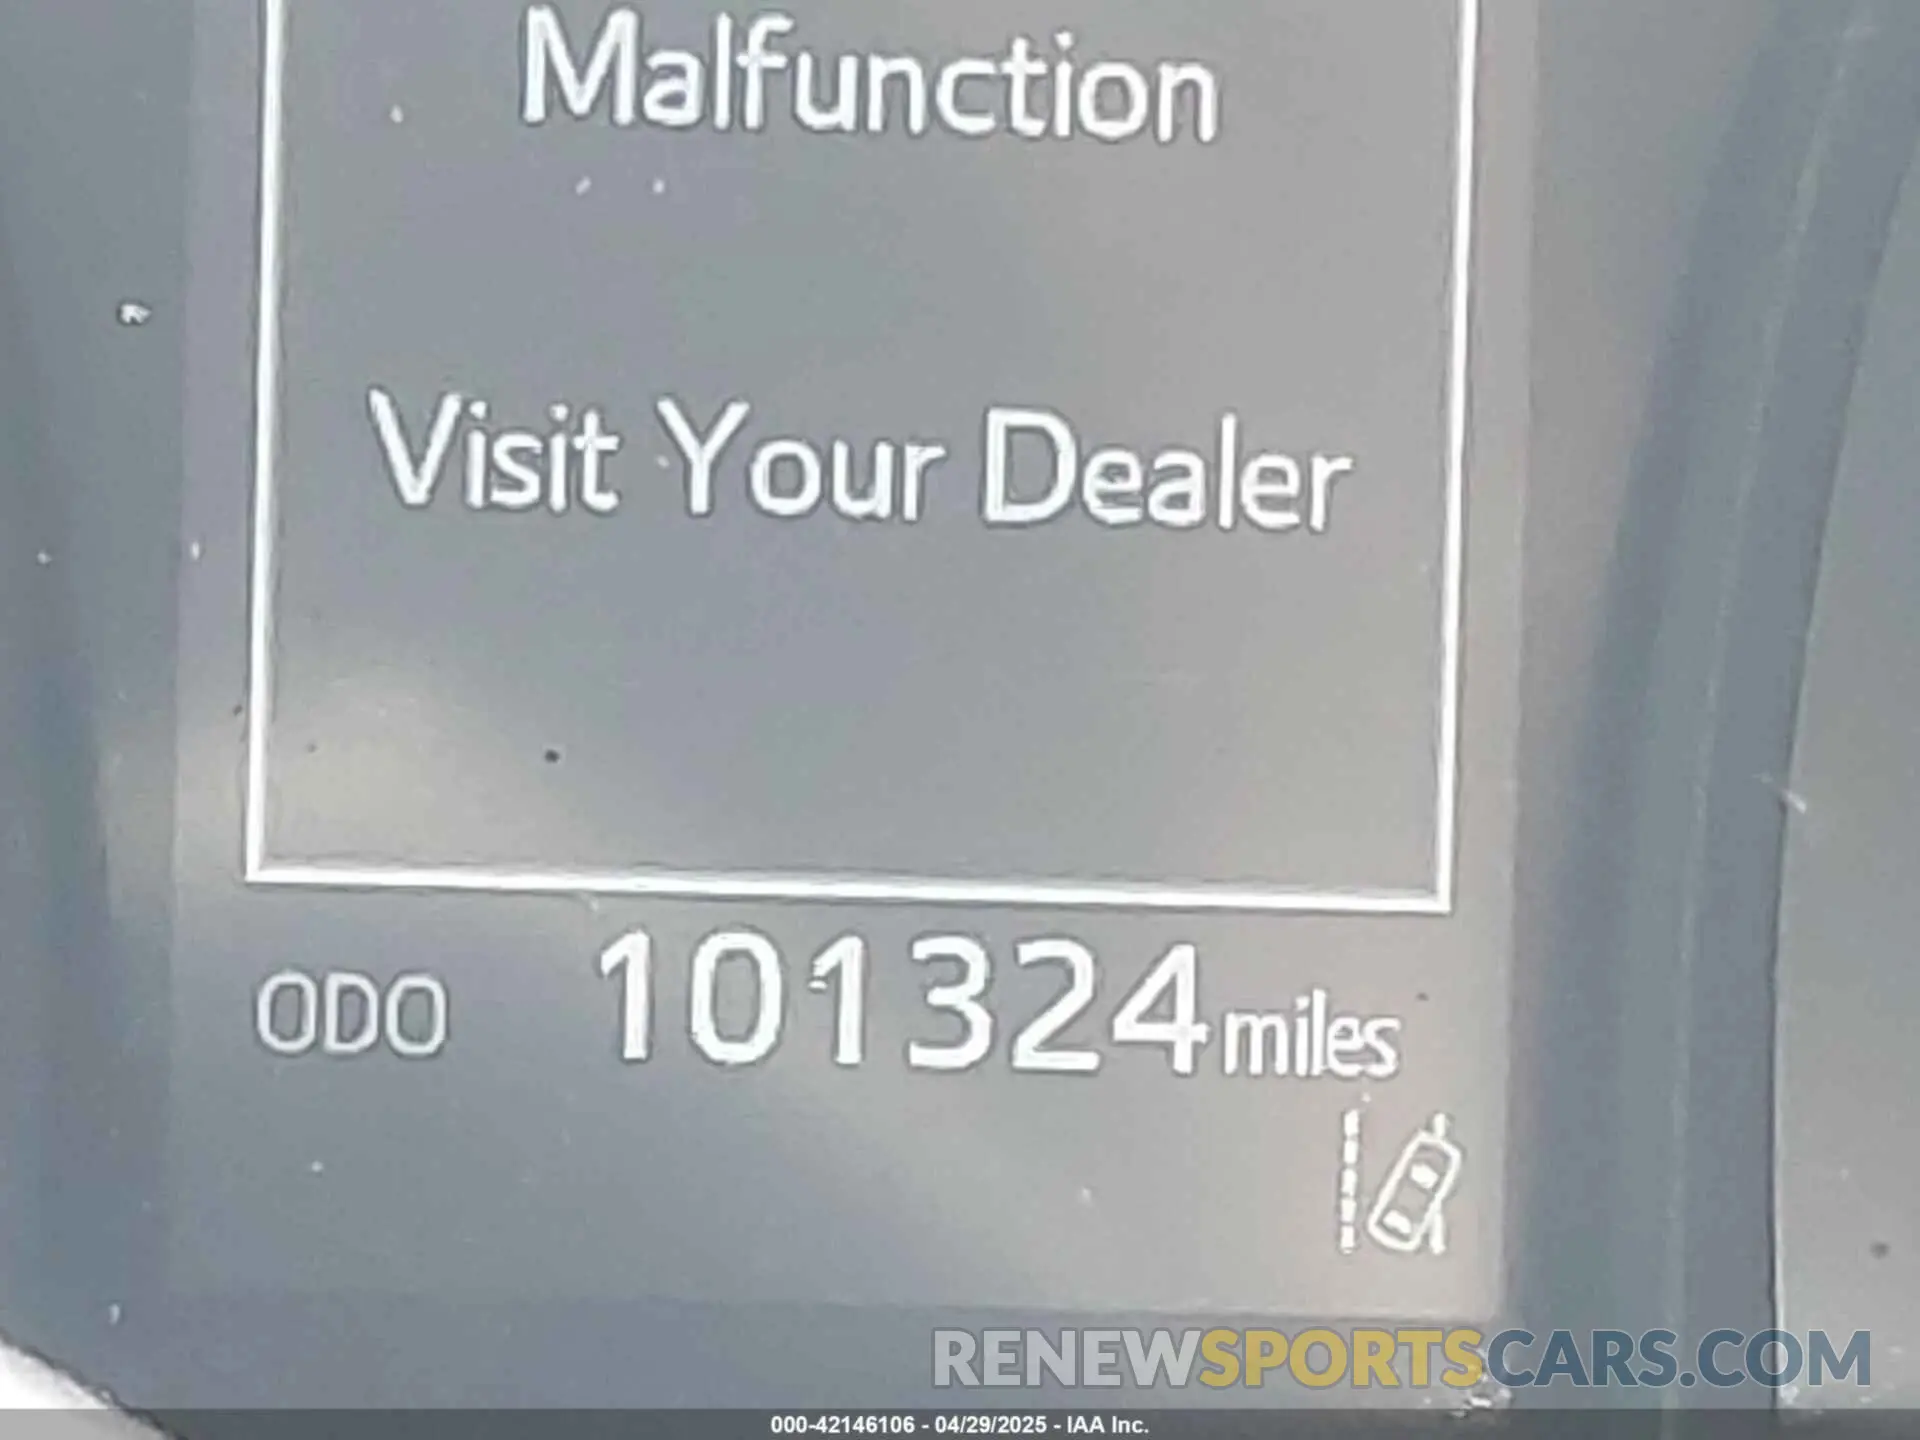 Malfunction
Visit Your Dealer
ODO 101324 miles
RENEWSPORTSCARS.COM
000-42146106 - 04/29/2025 - IAA Inc.